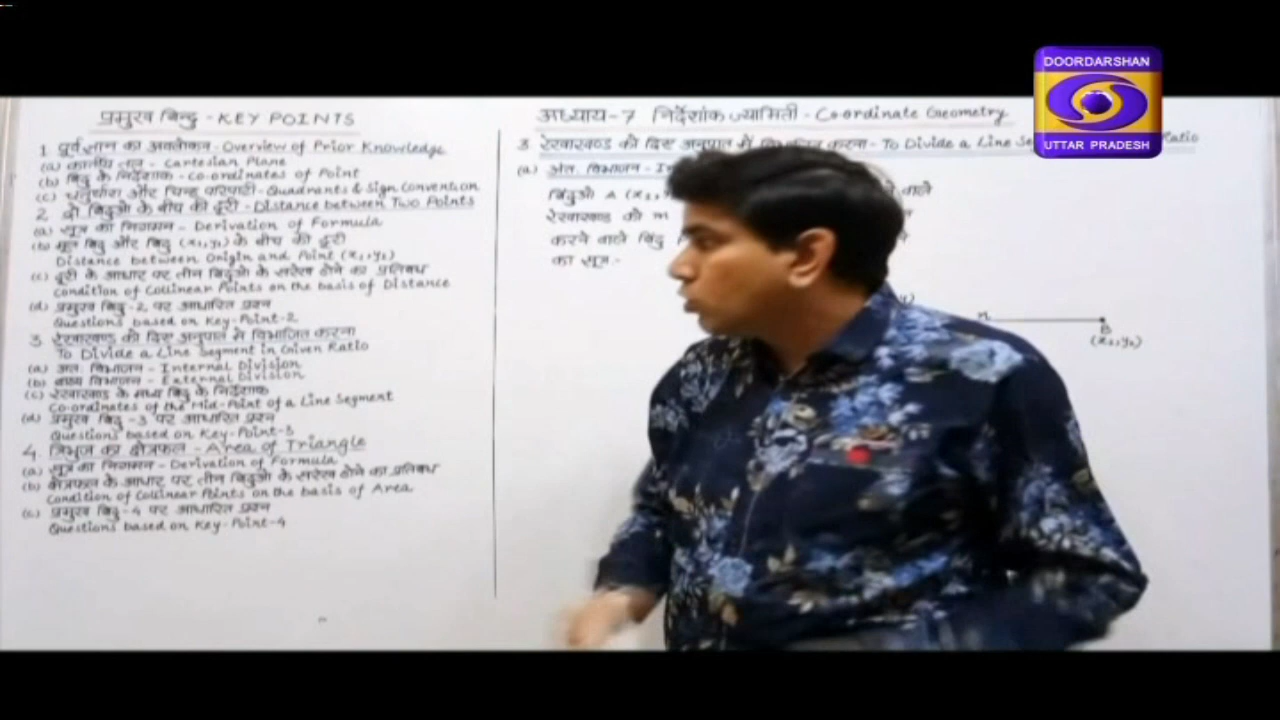 DOORDARSHAN
UTTAR PRADESH
प्रमुख बिन्दु - KEY POINTS
1. पूर्व ज्ञान का अवलोकन - Overview of Prior Knowledge
(a) कार्तीय तल - Cartesian Plane
(b) बिंदु के निर्देशांक - Co-ordinates of Point
(c) चतुर्थांश और चिन्ह परिपाटी - Quadrants & Sign Convention
2. दो बिंदुओं के बीच की दूरी - Distance between Two Points
(a) सूत्र का निगमन - Derivation of Formula
(b) मूल बिंदु और बिंदु (x₁,y₁) के बीच की दूरी
Distance between Origin and Point (x₁,y₁)
(c) दूरी के आधार पर तीन बिंदुओं के सरेख होने का प्रतिबंध
Condition of Collinear Points on the basis of Distance
(d) प्रमुख बिंदु-2 पर आधारित प्रश्न
Questions based on Key-Point-2
3. रेखाखण्ड को दिए अनुपात में विभाजित करना
To Divide a Line Segment in Given Ratio
(a) अंतः विभाजन - Internal Division
(b) बाह्य विभाजन - External Division
(c) रेखाखण्ड के मध्य बिंदु के निर्देशांक
Co-ordinates of the Mid-Point of a Line Segment
(d) प्रमुख बिंदु-3 पर आधारित प्रश्न
Questions based on Key-Point-3
4. त्रिभुज का क्षेत्रफल - Area of Triangle
(a) सूत्र का निगमन - Derivation of Formula
(b) क्षेत्रफल के आधार पर तीन बिंदुओं के सरेख होने का प्रतिबंध
Condition of Collinear Points on the basis of Area
(c) प्रमुख बिंदु-4 पर आधारित प्रश्न
Questions based on Key-Point-4
अध्याय-7 निर्देशांक ज्यामिती - Co-ordinate Geometry
3. रेखाखण्ड को दिए अनुपात में करना - To Divide a Line Ratio
(a) अंतः विभाजन -
बिंदुओं A (x₁, वाले
रेखाखण्ड को m
करने वाले बिंदु
का सूत्र:-
n
B
(x₂,y₂)